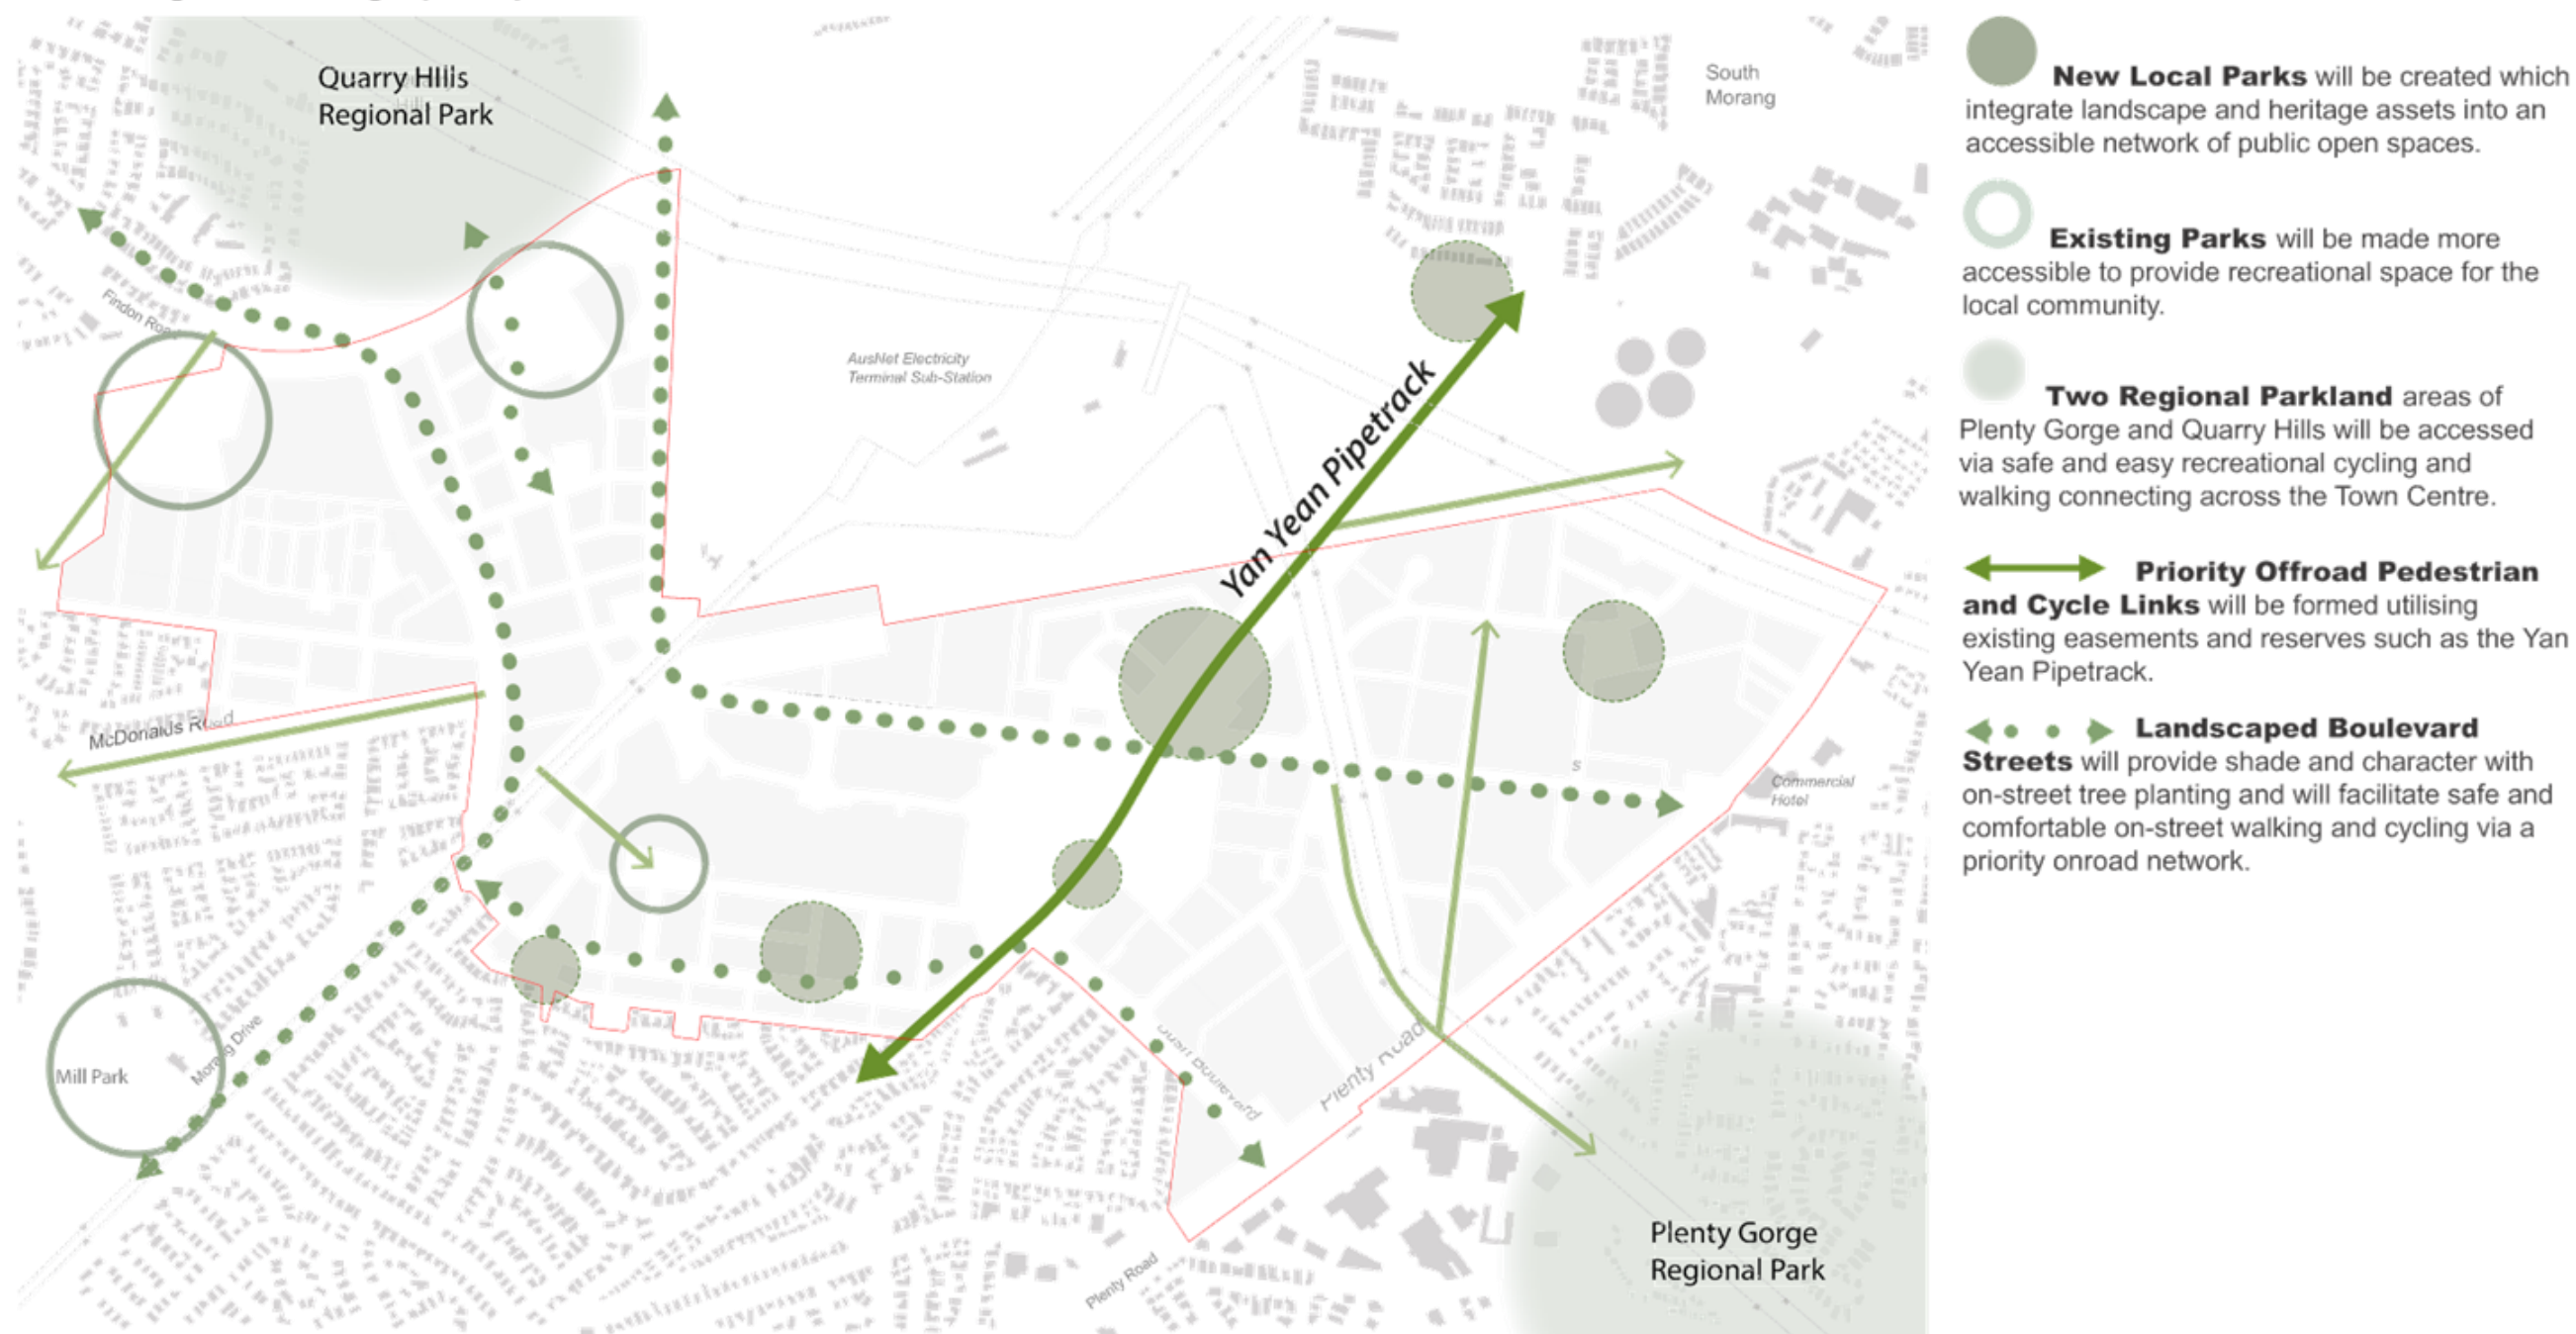 Quarry HIlls
Regional Park
South
Morang
Findon Road
AusNet Electricity
Terminal Sub-Station
Yan Yean Pipetrack
McDonalds Road
Commercial
Hotel
Mill Park
Morang Drive
Boulevard
Plenty Road
Plenty Road
Plenty Gorge
Regional Park
New Local Parks will be created which
integrate landscape and heritage assets into an
accessible network of public open spaces.
Existing Parks will be made more
accessible to provide recreational space for the
local community.
Two Regional Parkland areas of
Plenty Gorge and Quarry Hills will be accessed
via safe and easy recreational cycling and
walking connecting across the Town Centre.
Priority Offroad Pedestrian
and Cycle Links will be formed utilising
existing easements and reserves such as the Yan
Yean Pipetrack.
Landscaped Boulevard
Streets will provide shade and character with
on-street tree planting and will facilitate safe and
comfortable on-street walking and cycling via a
priority onroad network.